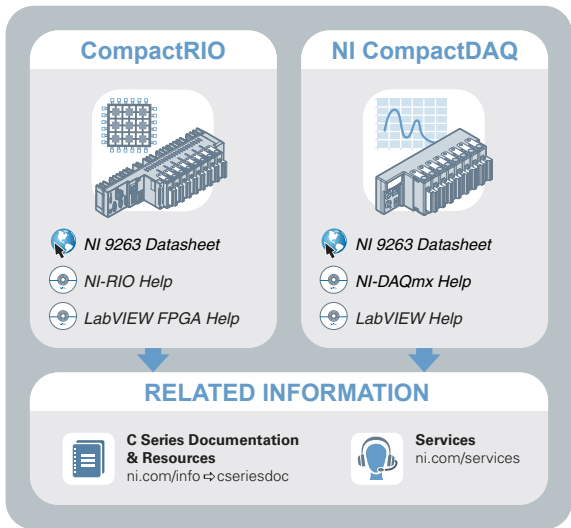 CompactRIO
NI 9263 Datasheet
NI-RIO Help
LabVIEW FPGA Help
NI CompactDAQ
NI 9263 Datasheet
NI-DAQmx Help
LabVIEW Help
RELATED INFORMATION
C Series Documentation
& Resources
ni.com/info ➪ cseriesdoc
Services
ni.com/services